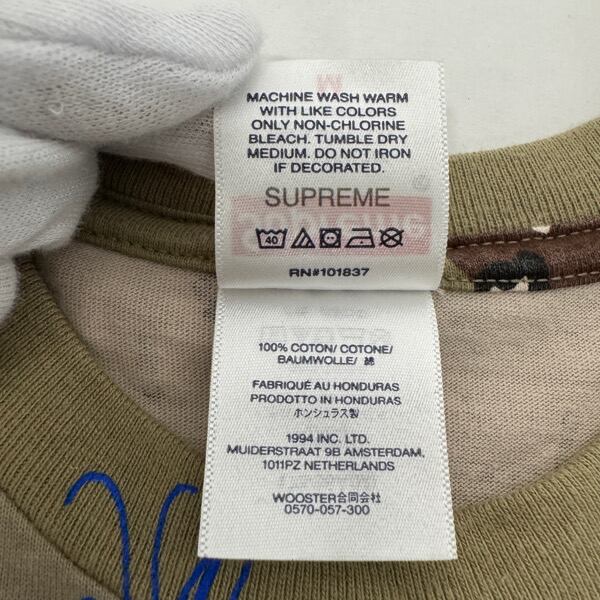 M
MACHINE WASH WARM
WITH LIKE COLORS
ONLY NON-CHLORINE
BLEACH. TUMBLE DRY
MEDIUM. DO NOT IRON
IF DECORATED.
SUPREME
Supreme
40
RN#101837
100% COTON/ COTONE/
BAUMWOLLE/ 綿
FABRIQUÉ AU HONDURAS
PRODOTTO IN HONDURAS
ホンジュラス製
1994 INC. LTD.
MUIDERSTRAAT 9B AMSTERDAM,
1011PZ NETHERLANDS
WOOSTER合同会社
0570-057-300